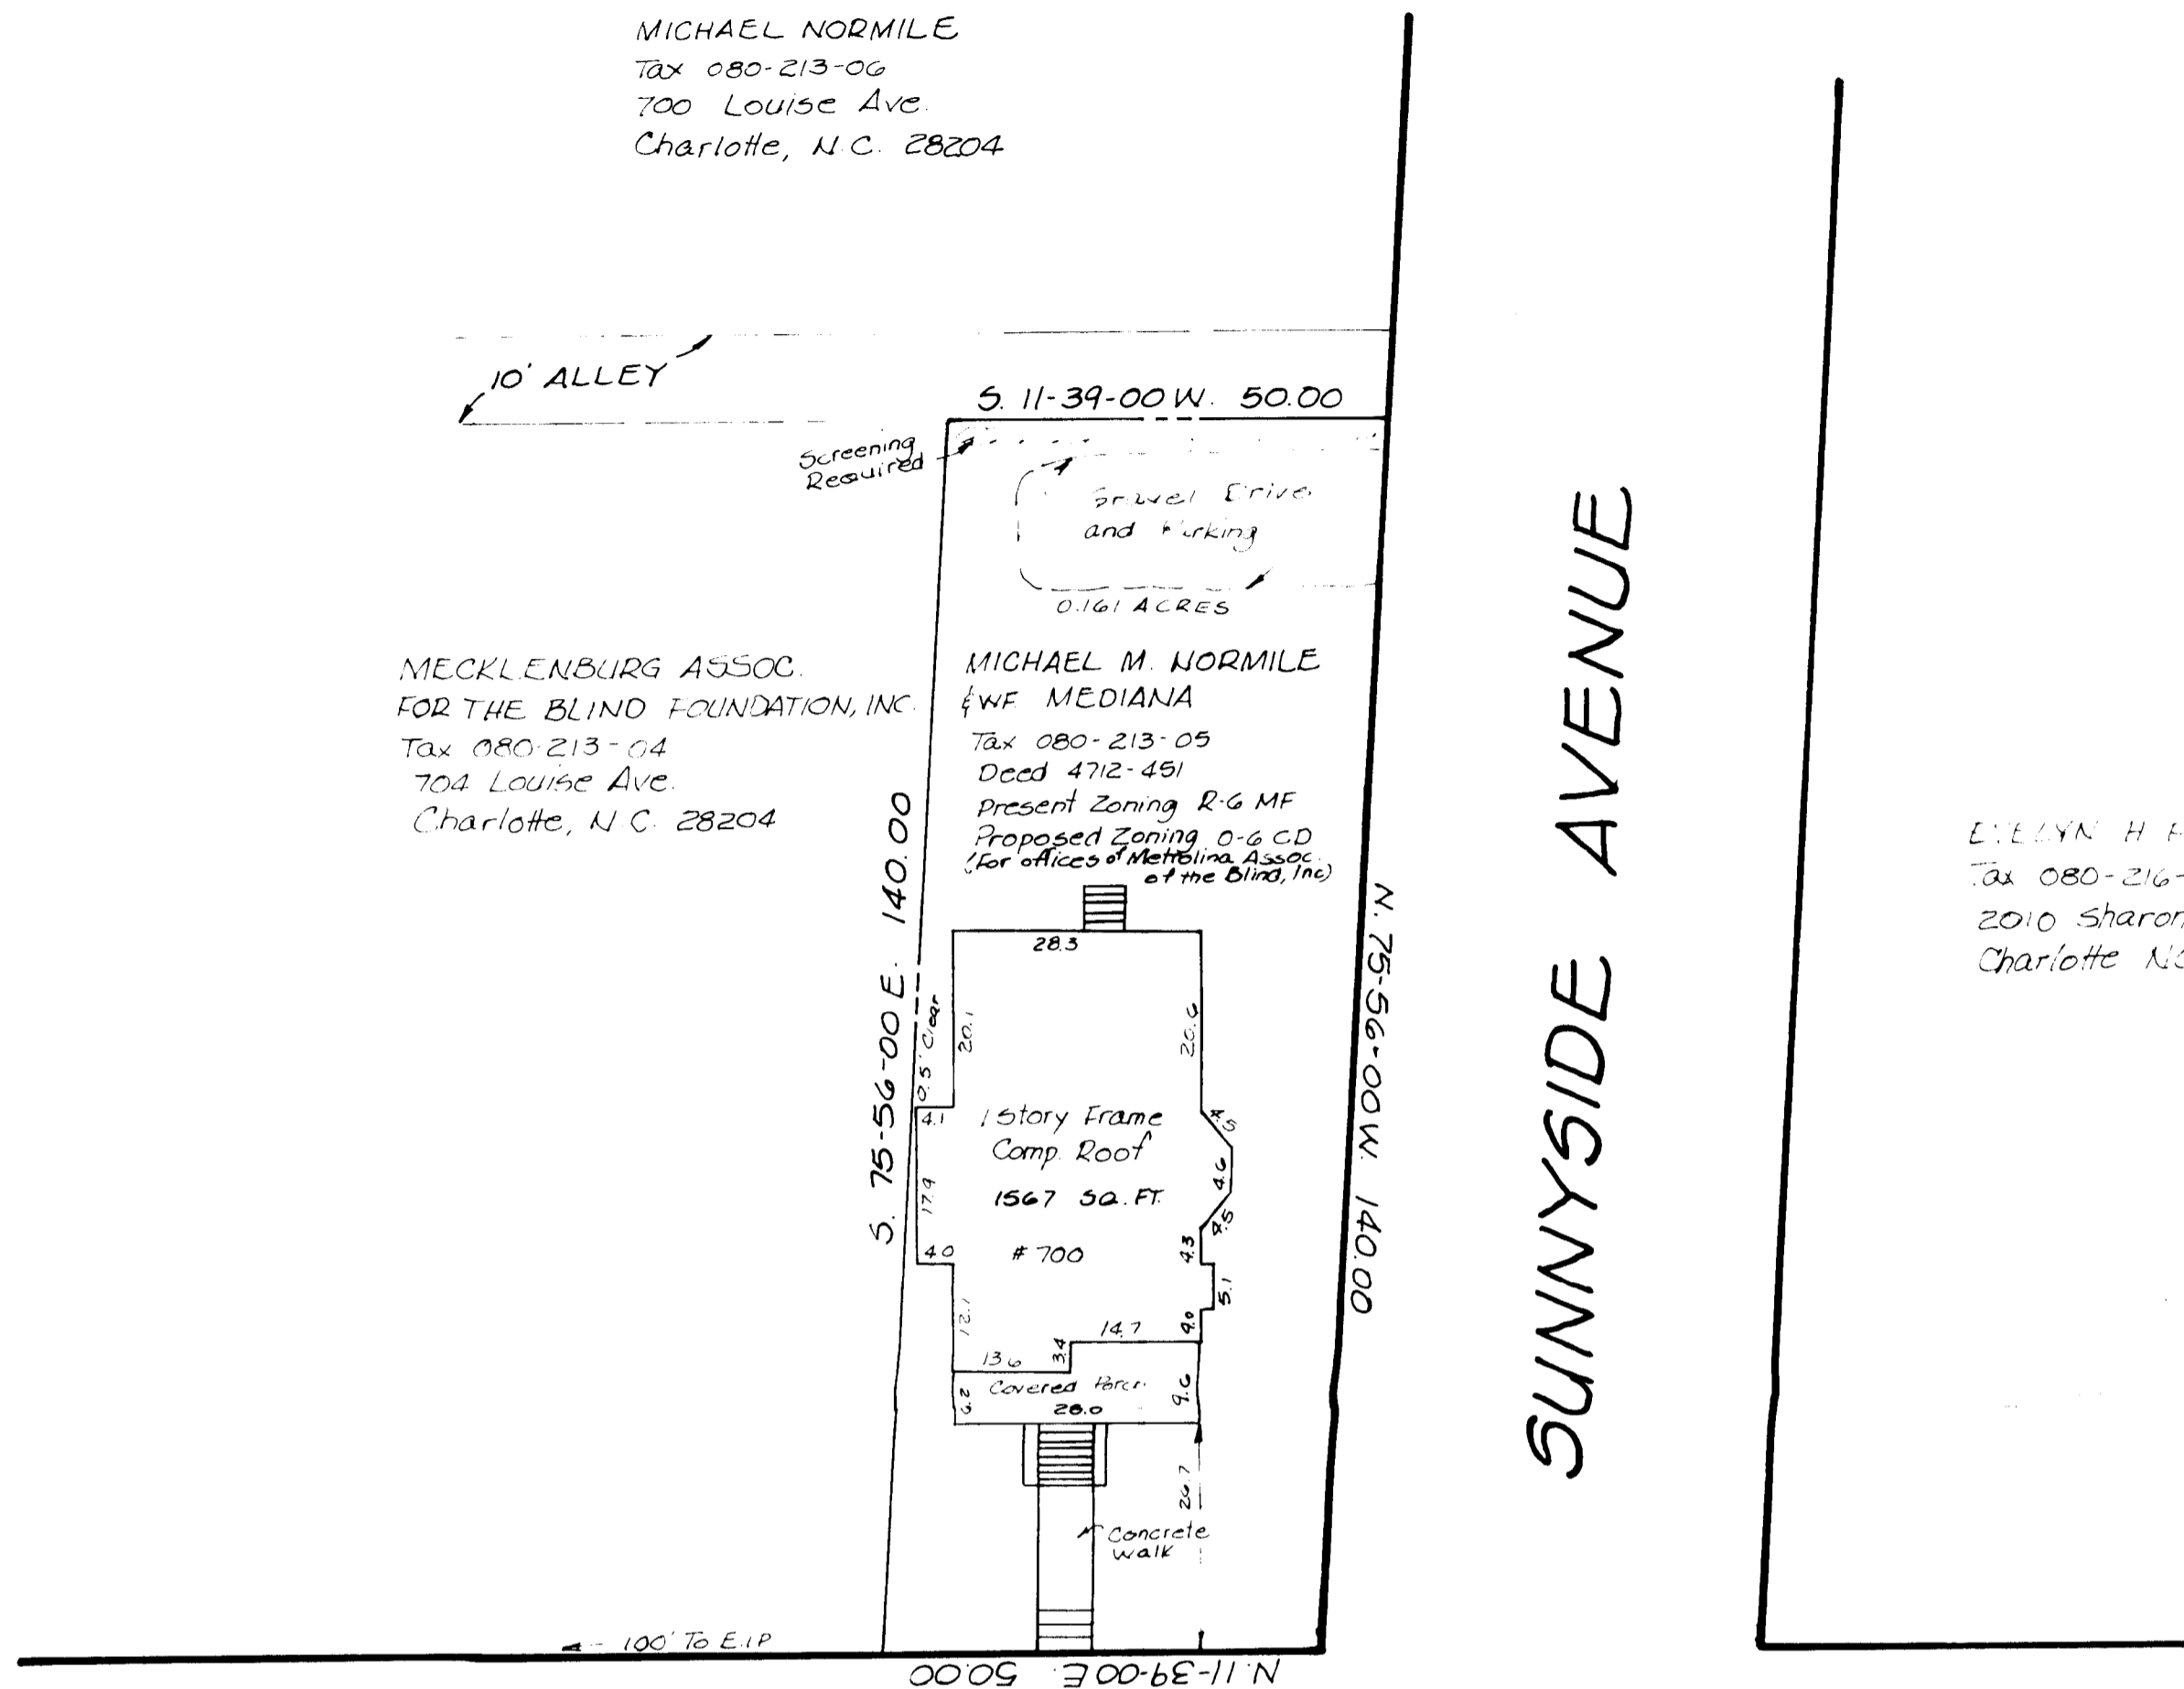 MICHAEL NORMILE
Tax 080-213-06
700 Louise Ave.
Charlotte, N.C. 28204
10' ALLEY
S. 11-39-00 W. 50.00
Screening
Required
Gravel Drive
and Parking
0.161 ACRES
MECKLENBURG ASSOC.
FOR THE BLIND FOUNDATION, INC.
Tax 080-213-04
704 Louise Ave.
Charlotte, N.C. 28204
MICHAEL M. NORMILE
& WF. MEDIANA
Tax 080-213-05
Deed 4712-451
Present Zoning R-6 MF
Proposed Zoning O-6 CD
(For offices of Metrolina Assoc.
of the Blind, Inc)
S. 75-56-00 E. 140.00
N. 75-56-00 W. 140.00
SUNNYSIDE AVENUE
EVELYN H
Tax 080-216-
2010 Sharon
Charlotte NC
28.3
0.5' Clear
20.1
20.6
4.1
1 Story Frame
Comp. Roof
1567 SQ. FT.
# 700
4.5
4.6
4.5
17.9
4.0
4.3
5.1
12.1
4.0
14.7
3.4
13.6
Covered Porch
6.2
28.0
9.6
26.7
Concrete
Walk
100' To E.I.P
N. 11-39-00 E. 50.00